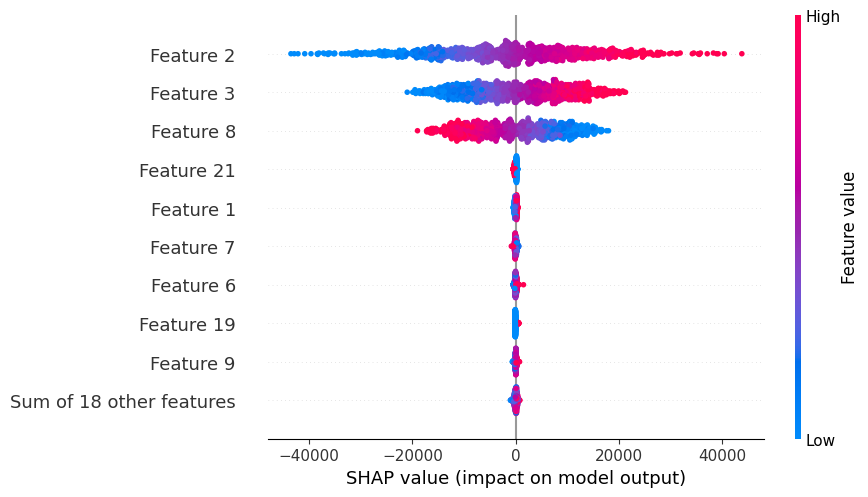 High
Feature 2
Feature 3
Feature 8
Feature 21
Feature 1
Feature 7
Feature 6
Feature 19
Feature 9
Sum of 18 other features
Feature value
Low
−40000 −20000 0 20000 40000
SHAP value (impact on model output)